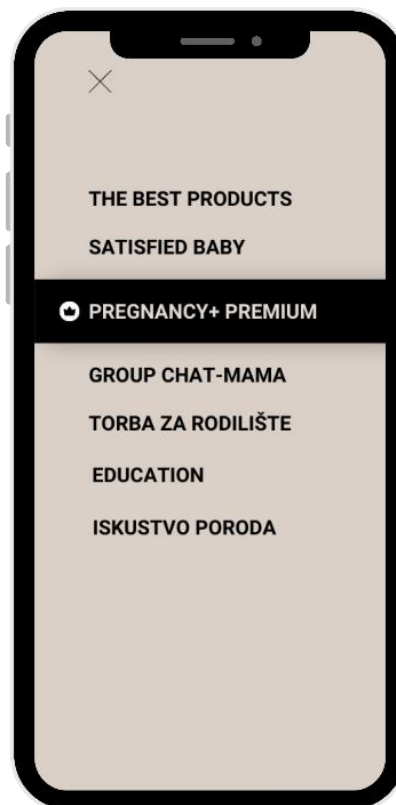 THE BEST PRODUCTS
SATISFIED BABY
PREGNANCY+ PREMIUM
GROUP CHAT-MAMA
TORBA ZA RODILIŠTE
EDUCATION
ISKUSTVO PORODA